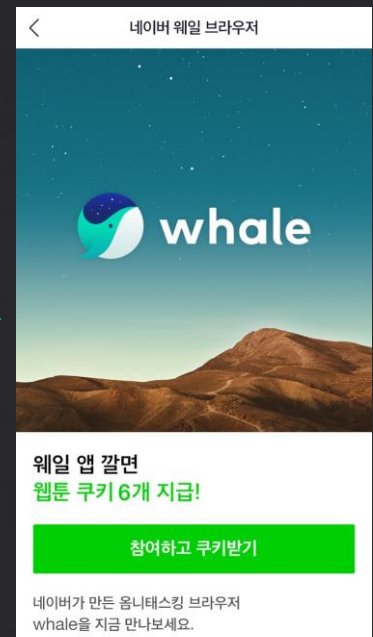 네이버 웨일 브라우저
whale
웨일 앱 깔면
웹툰 쿠키 6개 지급!
참여하고 쿠키받기
네이버가 만든 옴니태스킹 브라우저
whale을 지금 만나보세요.